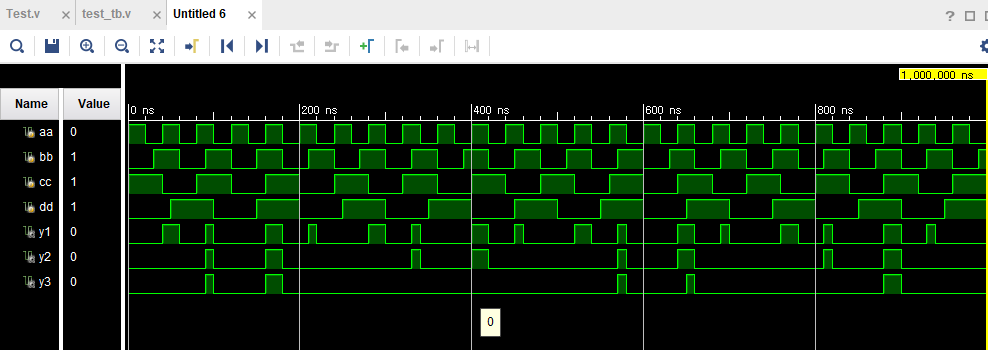 Test.v × test_tb.v × Untitled 6 ×
?
1,000,000 ns
Name Value
0 ns 200 ns 400 ns 600 ns 800 ns
aa 0
bb 1
cc 1
dd 1
y1 0
y2 0
y3 0
0